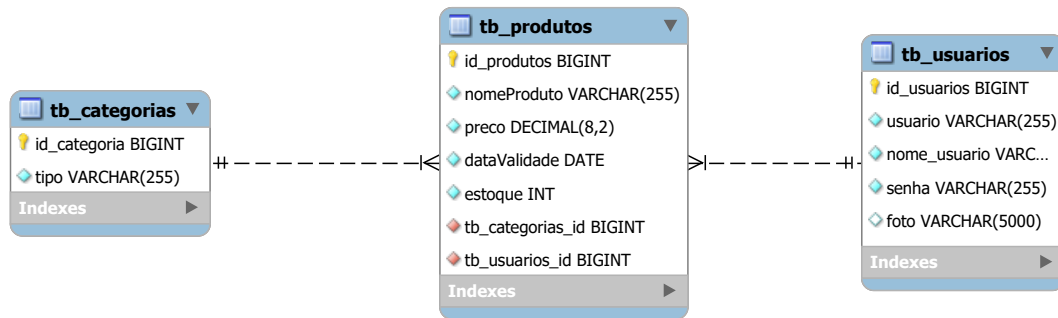 tb_categorias
id_categoria BIGINT
tipo VARCHAR(255)
Indexes
tb_produtos
id_produtos BIGINT
nomeProduto VARCHAR(255)
preco DECIMAL(8,2)
dataValidade DATE
estoque INT
tb_categorias_id BIGINT
tb_usuarios_id BIGINT
Indexes
tb_usuarios
id_usuarios BIGINT
usuario VARCHAR(255)
nome_usuario VARC...
senha VARCHAR(255)
foto VARCHAR(5000)
Indexes